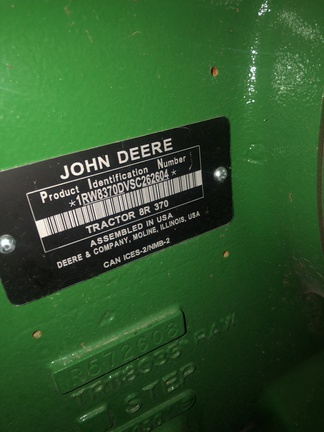 JOHN DEERE
Product Identification Number
*1RW8370DVSC262604*
TRACTOR 8R 370
ASSEMBLED IN USA
DEERE & COMPANY, MOLINE, ILLINOIS, USA
CAN ICES-2/NMB-2
STEP